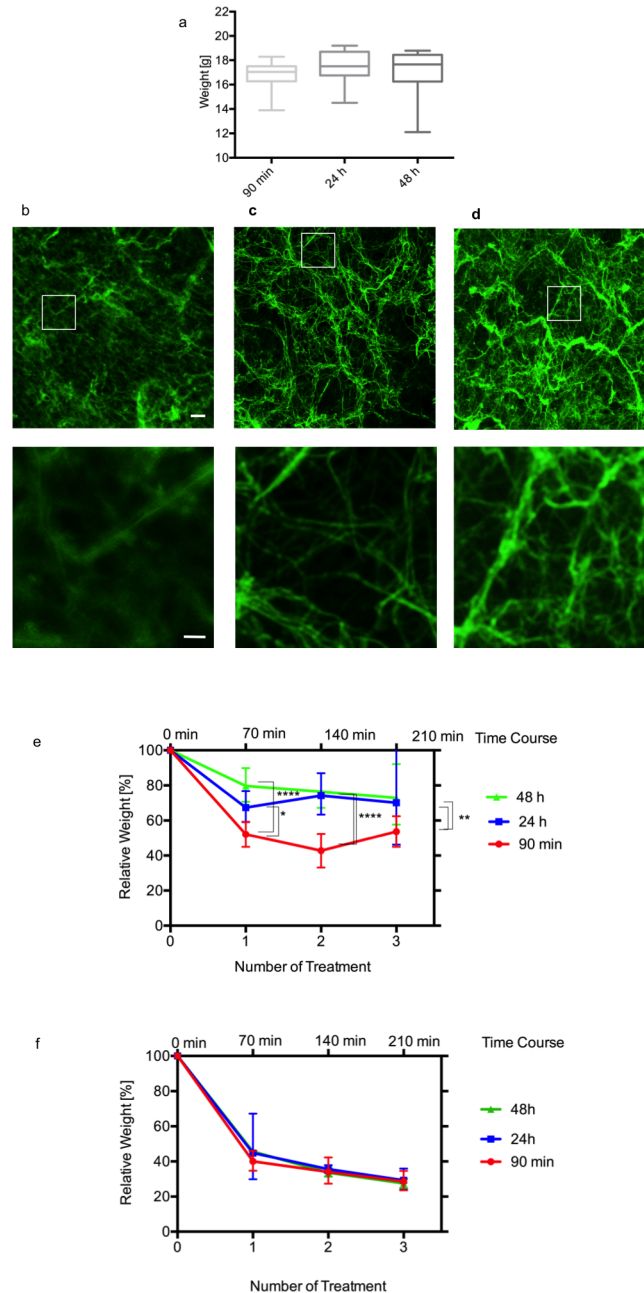 a
Weight [g]
22
20
18
16
14
12
10
90 min
24 h
48 h
b
c
d
e
0 min
70 min
140 min
210 min
Time Course
Relative Weight [%]
100
80
60
40
20
0
****
*
****
**
48 h
24 h
90 min
0
1
2
3
Number of Treatment
f
0 min
70 min
140 min
210 min
Time Course
Relative Weight [%]
100
80
60
40
20
0
48h
24h
90 min
0
1
2
3
Number of Treatment